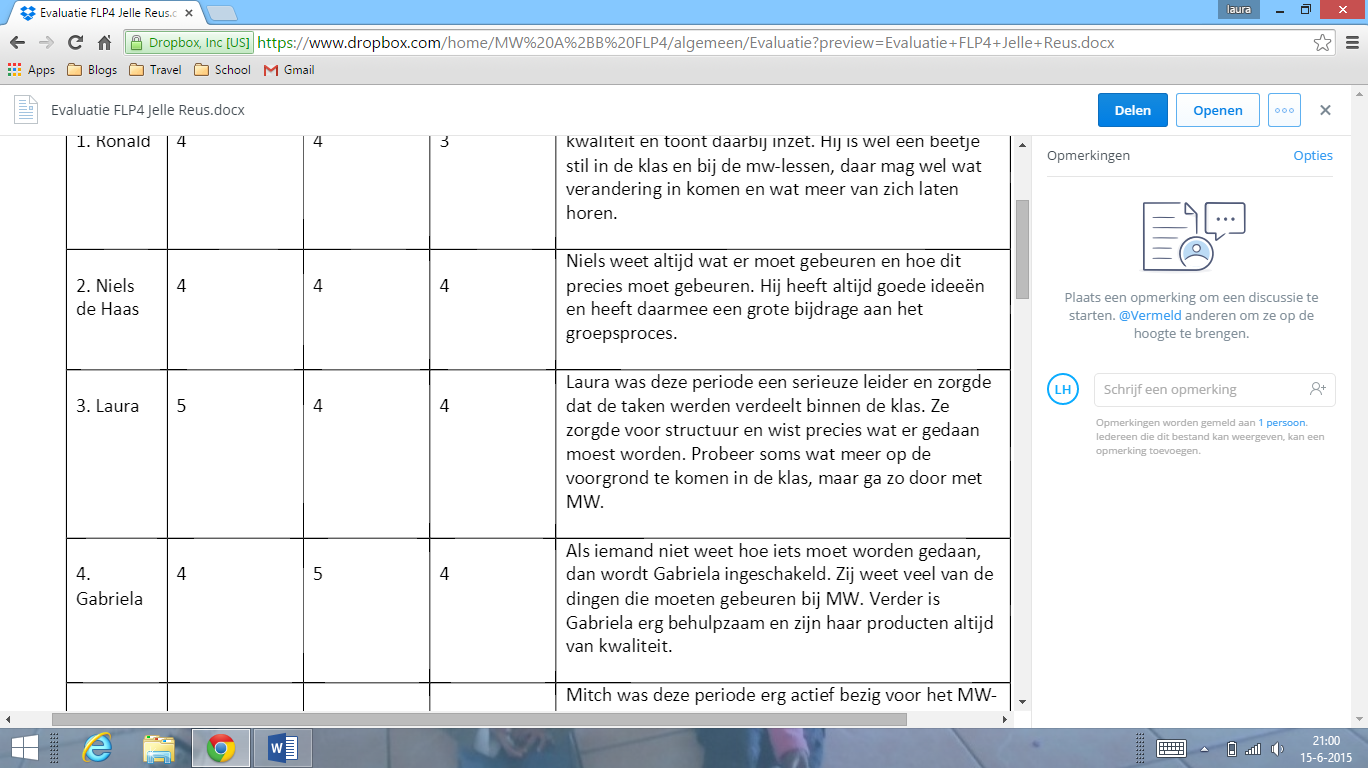 Evaluatie FLP4 Jelle Reus.c
laura
Dropbox, Inc [US] https://www.dropbox.com/home/MW%20A%2BB%20FLP4/algemeen/Evaluatie?preview=Evaluatie+FLP4+Jelle+Reus.docx
Apps Blogs Travel School Gmail
Evaluatie FLP4 Jelle Reus.docx
Delen Openen
1. Ronald 4 4 3
kwaliteit en toont daarbij inzet. Hij is wel een beetje
stil in de klas en bij de mw-lessen, daar mag wel wat
verandering in komen en wat meer van zich laten
horen.
2. Niels
de Haas
4 4 4
Niels weet altijd wat er moet gebeuren en hoe dit
precies moet gebeuren. Hij heeft altijd goede ideeën
en heeft daarmee een grote bijdrage aan het
groepsproces.
3. Laura 5 4 4
Laura was deze periode een serieuze leider en zorgde
dat de taken werden verdeelt binnen de klas. Ze
zorgde voor structuur en wist precies wat er gedaan
moest worden. Probeer soms wat meer op de
voorgrond te komen in de klas, maar ga zo door met
MW.
4.
Gabriela
4 5 4
Als iemand niet weet hoe iets moet worden gedaan,
dan wordt Gabriela ingeschakeld. Zij weet veel van de
dingen die moeten gebeuren bij MW. Verder is
Gabriela erg behulpzaam en zijn haar producten altijd
van kwaliteit.
Mitch was deze periode erg actief bezig voor het MW-
Opmerkingen Opties
Plaats een opmerking om een discussie te
starten. @Vermeld anderen om ze op de
hoogte te brengen.
LH
Schrijf een opmerking
Opmerkingen worden gemeld aan 1 persoon.
Iedereen die dit bestand kan weergeven, kan een
opmerking toevoegen.
21:00
15-6-2015